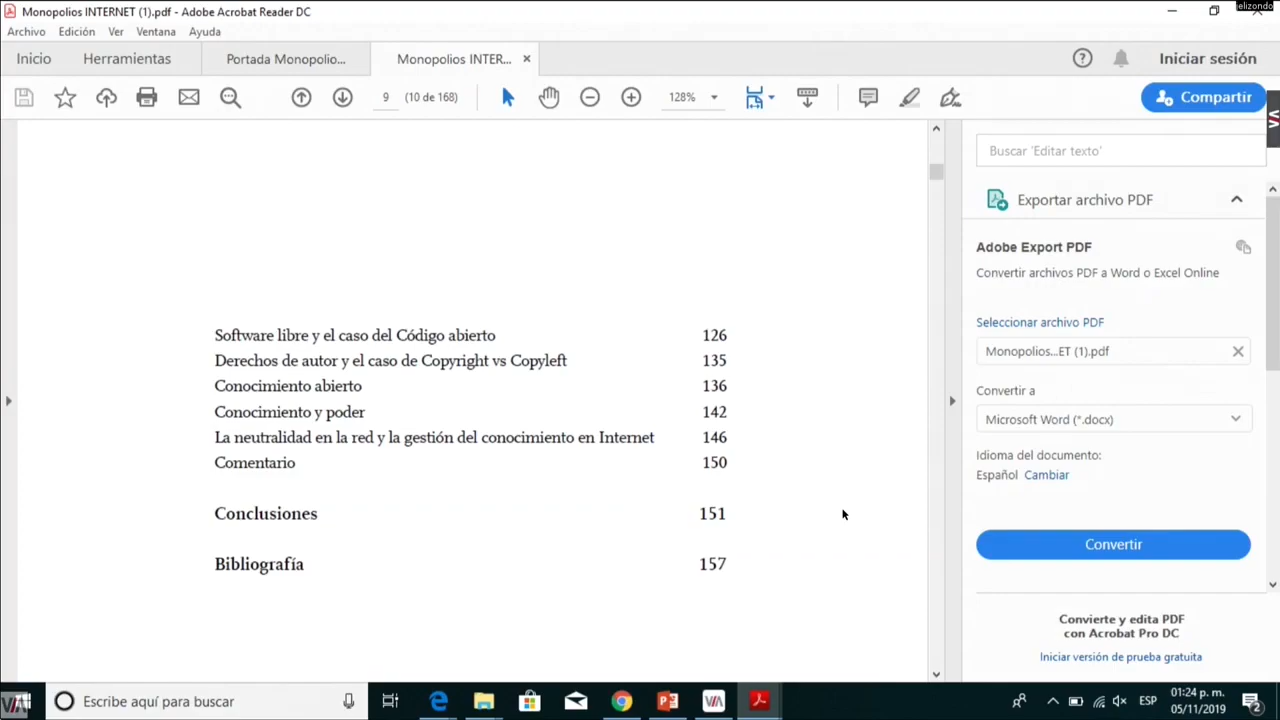 Monopolios INTERNET (1).pdf - Adobe Acrobat Reader DC
jelizondo
Archivo Edición Ver Ventana Ayuda
Inicio Herramientas Portada Monopolio... Monopolios INTER... Iniciar sesión
9 (10 de 168) 128% Compartir
Buscar 'Editar texto'
Exportar archivo PDF
Adobe Export PDF
Convertir archivos PDF a Word o Excel Online
Seleccionar archivo PDF
Monopolios...ET (1).pdf
Convertir a
Microsoft Word (*.docx)
Idioma del documento:
Español Cambiar
Convertir
Convierte y edita PDF
con Acrobat Pro DC
Iniciar versión de prueba gratuita
Software libre y el caso del Código abierto 126
Derechos de autor y el caso de Copyright vs Copyleft 135
Conocimiento abierto 136
Conocimiento y poder 142
La neutralidad en la red y la gestión del conocimiento en Internet 146
Comentario 150
Conclusiones 151
Bibliografía 157
Escribe aquí para buscar
ESP
01:24 p. m.
05/11/2019
2